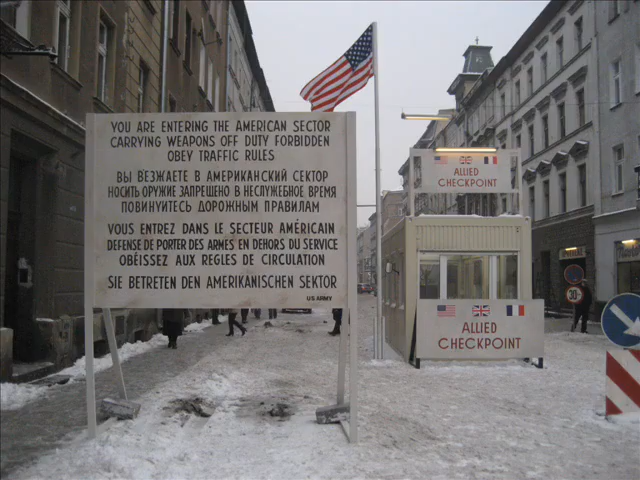 YOU ARE ENTERING THE AMERICAN SECTOR
CARRYING WEAPONS OFF DUTY FORBIDDEN
OBEY TRAFFIC RULES
ВЫ ВЪЕЗЖАЕТЕ В АМЕРИКАНСКИЙ СЕКТОР
НОСИТЬ ОРУЖИЕ ЗАПРЕЩЕНО В НЕСЛУЖЕБНОЕ ВРЕМЯ
ПОВИНУЙТЕСЬ ДОРОЖНЫМ ПРАВИЛАМ
VOUS ENTREZ DANS LE SECTEUR AMÉRICAIN
DÉFENSE DE PORTER DES ARMES EN DEHORS DU SERVICE
OBÉISSEZ AUX RÈGLES DE CIRCULATION
SIE BETRETEN DEN AMERIKANISCHEN SEKTOR
US ARMY
ALLIED
CHECKPOINT
ALLIED
CHECKPOINT
30